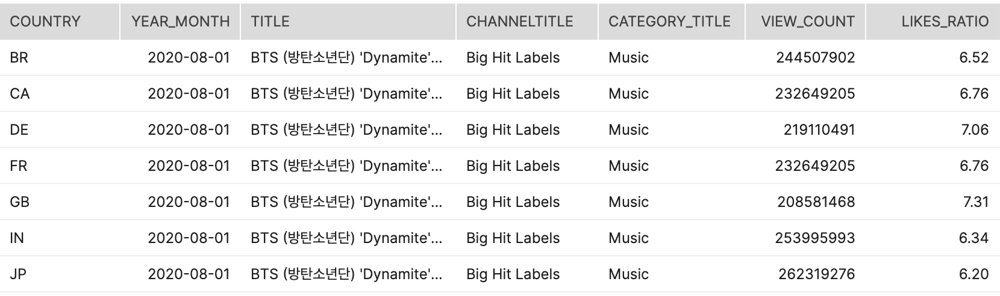 COUNTRY YEAR_MONTH TITLE CHANNELTITLE CATEGORY_TITLE VIEW_COUNT LIKES_RATIO
BR 2020-08-01 BTS (방탄소년단) 'Dynamite'... Big Hit Labels Music 244507902 6.52
CA 2020-08-01 BTS (방탄소년단) 'Dynamite'... Big Hit Labels Music 232649205 6.76
DE 2020-08-01 BTS (방탄소년단) 'Dynamite'... Big Hit Labels Music 219110491 7.06
FR 2020-08-01 BTS (방탄소년단) 'Dynamite'... Big Hit Labels Music 232649205 6.76
GB 2020-08-01 BTS (방탄소년단) 'Dynamite'... Big Hit Labels Music 208581468 7.31
IN 2020-08-01 BTS (방탄소년단) 'Dynamite'... Big Hit Labels Music 253995993 6.34
JP 2020-08-01 BTS (방탄소년단) 'Dynamite'... Big Hit Labels Music 262319276 6.20